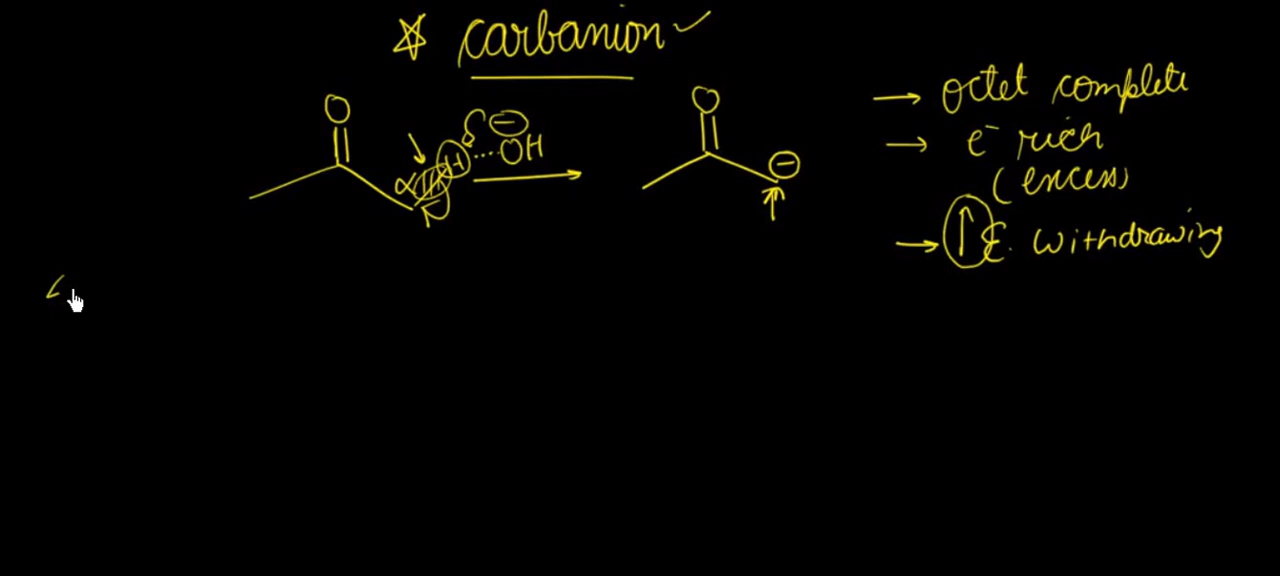 ☆ Carbanion ✓
O
α H ···· OH
δ ⊖
O
⊖
→ octet complete
→ e⁻ rich
(excess)
→ ↑ E. withdrawing